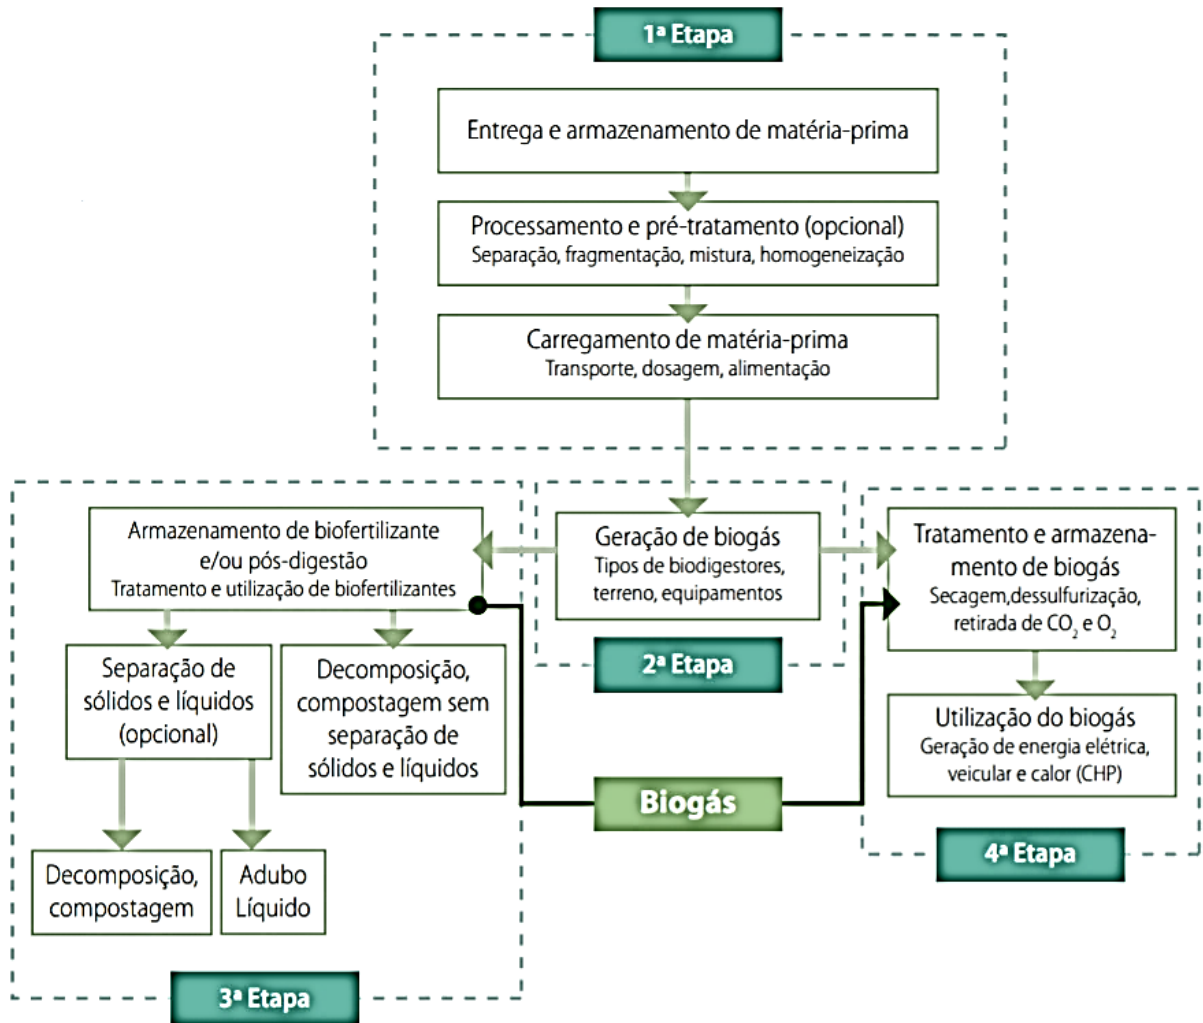 1ª Etapa
Entrega e armazenamento de matéria-prima
Processamento e pré-tratamento (opcional)
Separação, fragmentação, mistura, homogeneização
Carregamento de matéria-prima
Transporte, dosagem, alimentação
Armazenamento de biofertilizante
e/ou pós-digestão
Tratamento e utilização de biofertilizantes
Separação de
sólidos e líquidos
(opcional)
Decomposição,
compostagem sem
separação de
sólidos e líquidos
Decomposição,
compostagem
Adubo
Líquido
3ª Etapa
Geração de biogás
Tipos de biodigestores,
terreno, equipamentos
2ª Etapa
Biogás
Tratamento e armazena-
mento de biogás
Secagem,dessulfurização,
retirada de CO₂ e O₂
Utilização do biogás
Geração de energia elétrica,
veicular e calor (CHP)
4ª Etapa